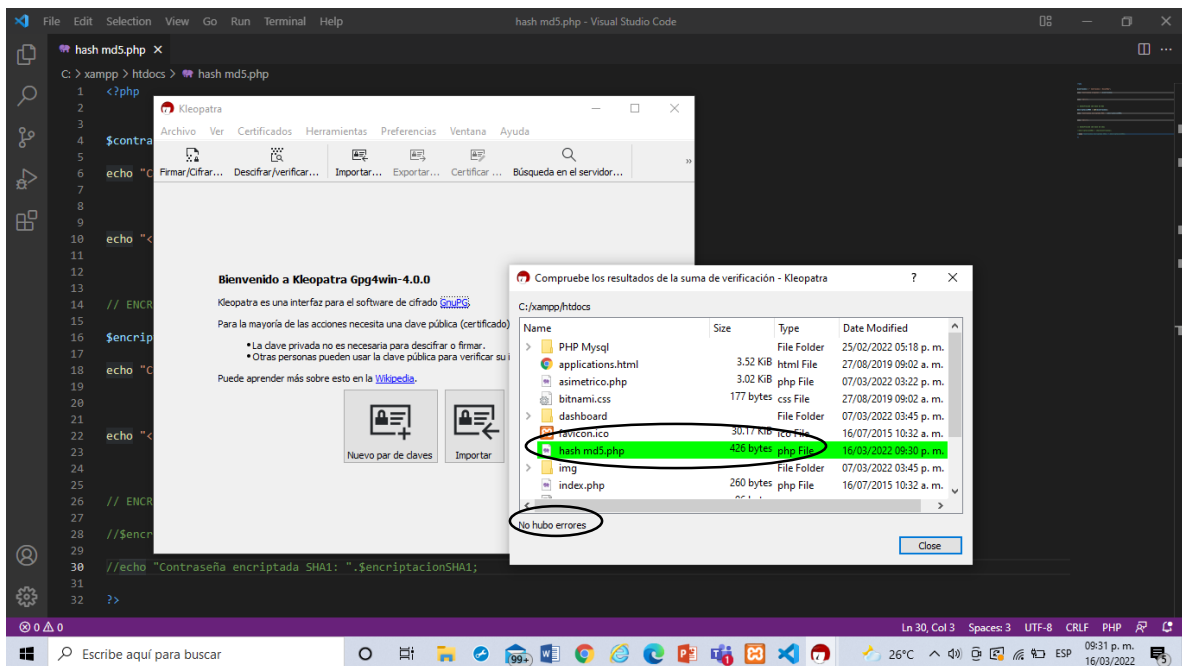 File Edit Selection View Go Run Terminal Help hash md5.php - Visual Studio Code
hash md5.php
C: > xampp > htdocs > hash md5.php
1 <?php
2
3
4 $contra
5
6 echo "C
7
8
9
10 echo "<
11
12
13
14 // ENCR
15
16 $encrip
17
18 echo "C
19
20
21
22 echo "<
23
24
25
26 // ENCR
27
28 //$encr
29
30 //echo "Contraseña encriptada SHA1: ".$encriptacionSHA1;
31
32 ?>
Kleopatra
Archivo Ver Certificados Herramientas Preferencias Ventana Ayuda
Firmar/Cifrar... Descifrar/verificar... Importar... Exportar... Certificar ... Búsqueda en el servidor... »
Bienvenido a Kleopatra Gpg4win-4.0.0
Kleopatra es una interfaz para el software de cifrado GnuPG.
Para la mayoría de las acciones necesita una clave pública (certificado)
•La clave privada no es necesaria para descifrar o firmar.
•Otras personas pueden usar la clave pública para verificar su i
Puede aprender más sobre esto en la Wikipedia.
Nuevo par de claves Importar
Compruebe los resultados de la suma de verificación - Kleopatra ?
C:/xampp/htdocs
Name Size Type Date Modified
PHP Mysql File Folder 25/02/2022 05:18 p. m.
applications.html 3.52 KiB html File 27/08/2019 09:02 a. m.
asimetrico.php 3.02 KiB php File 07/03/2022 03:22 p. m.
bitnami.css 177 bytes css File 27/08/2019 09:02 a. m.
dashboard File Folder 07/03/2022 03:45 p. m.
favicon.ico 30.17 KiB ico File 16/07/2015 10:32 a. m.
hash md5.php 426 bytes php File 16/03/2022 09:30 p. m.
img File Folder 07/03/2022 03:45 p. m.
index.php 260 bytes php File 16/07/2015 10:32 a. m.
No hubo errores
Close
0 0 Ln 30, Col 3 Spaces: 3 UTF-8 CRLF PHP
Escribe aquí para buscar 99+ 26°C ESP 09:31 p. m.
16/03/2022 5